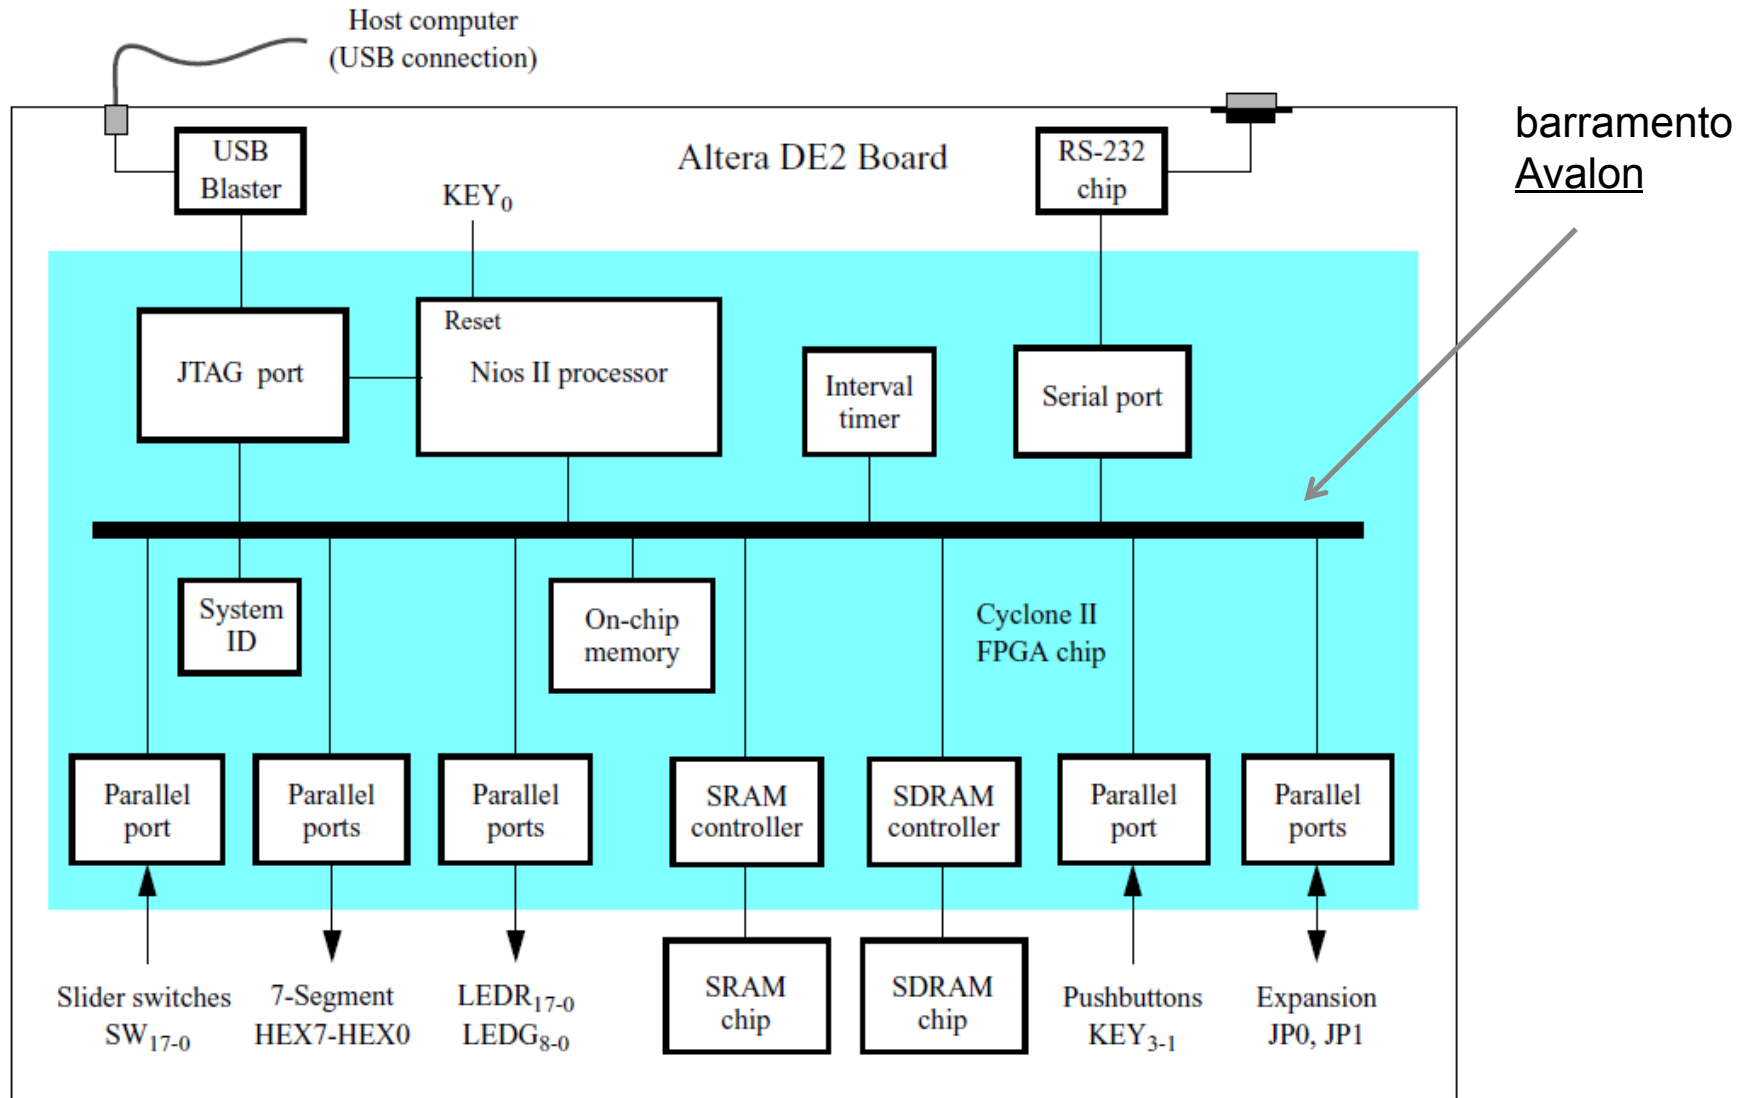 Host computer
(USB connection)
barramento
Avalon
USB
Blaster
Altera DE2 Board
RS-232
chip
KEY0
Reset
JTAG port
Nios II processor
Interval
timer
Serial port
System
ID
On-chip
memory
Cyclone II
FPGA chip
Parallel
port
Parallel
ports
Parallel
ports
SRAM
controller
SDRAM
controller
Parallel
port
Parallel
ports
Slider switches
SW17-0
7-Segment
HEX7-HEX0
LEDR17-0
LEDG8-0
SRAM
chip
SDRAM
chip
Pushbuttons
KEY3-1
Expansion
JP0, JP1